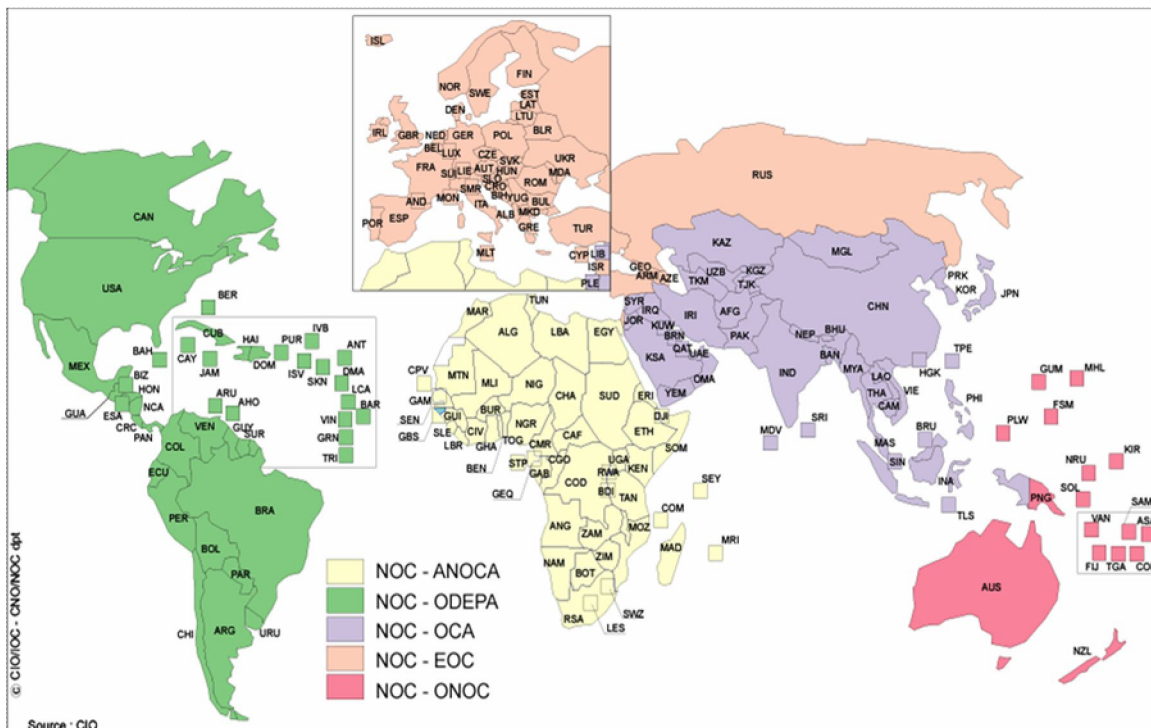 ISL
NOR
SWE
FIN
EST
LAT
LTU
DEN
IRL
GBR
NED
GER
POL
BLR
BEL
LUX
CZE
SVK
UKR
FRA
SUI
LIE
AUT
HUN
MDA
SLO
CRO
ROM
SMR
BIH
YUG
BUL
AND
MON
ITA
MKD
POR
ESP
ALB
GRE
TUR
MLT
CYP
LIB
ISR
PLE
RUS
CAN
USA
MEX
BER
CUB
HAI
PUR
IVB
ANT
BAH
CAY
JAM
DOM
ISV
SKN
DMA
LCA
BIZ
HON
GUA
ESA
NCA
CRC
PAN
ARU
AHO
BAR
VIN
GRN
TRI
VEN
GUY
SUR
COL
ECU
PER
BRA
BOL
PAR
CHI
ARG
URU
TUN
MAR
ALG
LBA
EGY
CPV
MTN
MLI
NIG
CHA
SUD
ERI
DJI
GAM
SEN
GBS
GUI
BUR
SLE
CIV
LBR
GHA
TOG
BEN
NGR
CMR
CAF
ETH
SOM
STP
GAB
CGO
GEQ
COD
UGA
RWA
BDI
KEN
TAN
SEY
COM
ANG
ZAM
MOZ
MAD
MRI
NAM
BOT
ZIM
RSA
SWZ
LES
GEO
ARM
AZE
KAZ
UZB
TKM
KGZ
TJK
MGL
PRK
KOR
JPN
CHN
SYR
JOR
IRQ
IRI
AFG
PAK
KUW
BRN
QAT
UAE
KSA
OMA
YEM
NEP
BHU
BAN
IND
MYA
LAO
THA
VIE
CAM
HGK
TPE
PHI
MDV
SRI
MAS
SIN
BRU
INA
TLS
GUM
MHL
FSM
PLW
NRU
KIR
SOL
PNG
VAN
SAM
FIJ
TGA
AUS
NZL
NOC - ANOCA
NOC - ODEPA
NOC - OCA
NOC - EOC
NOC - ONOC
© CIO/IOC - CNO/NOC dpt
Source : CIO